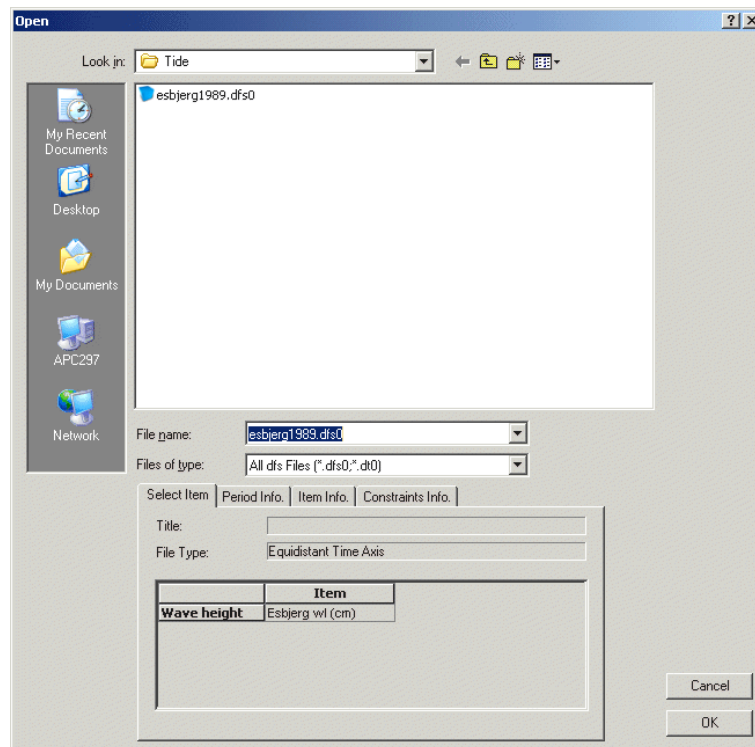 Open
Look in: Tide
esbjerg1989.dfs0
My Recent
Documents
Desktop
My Documents
APC297
Network
File name: esbjerg1989.dfs0
Files of type: All dfs Files (*.dfs0;*.dt0)
Select Item Period Info. Item Info. Constraints Info.
Title:
File Type: Equidistant Time Axis
Item
Wave height Esbjerg wl (cm)
Cancel
OK